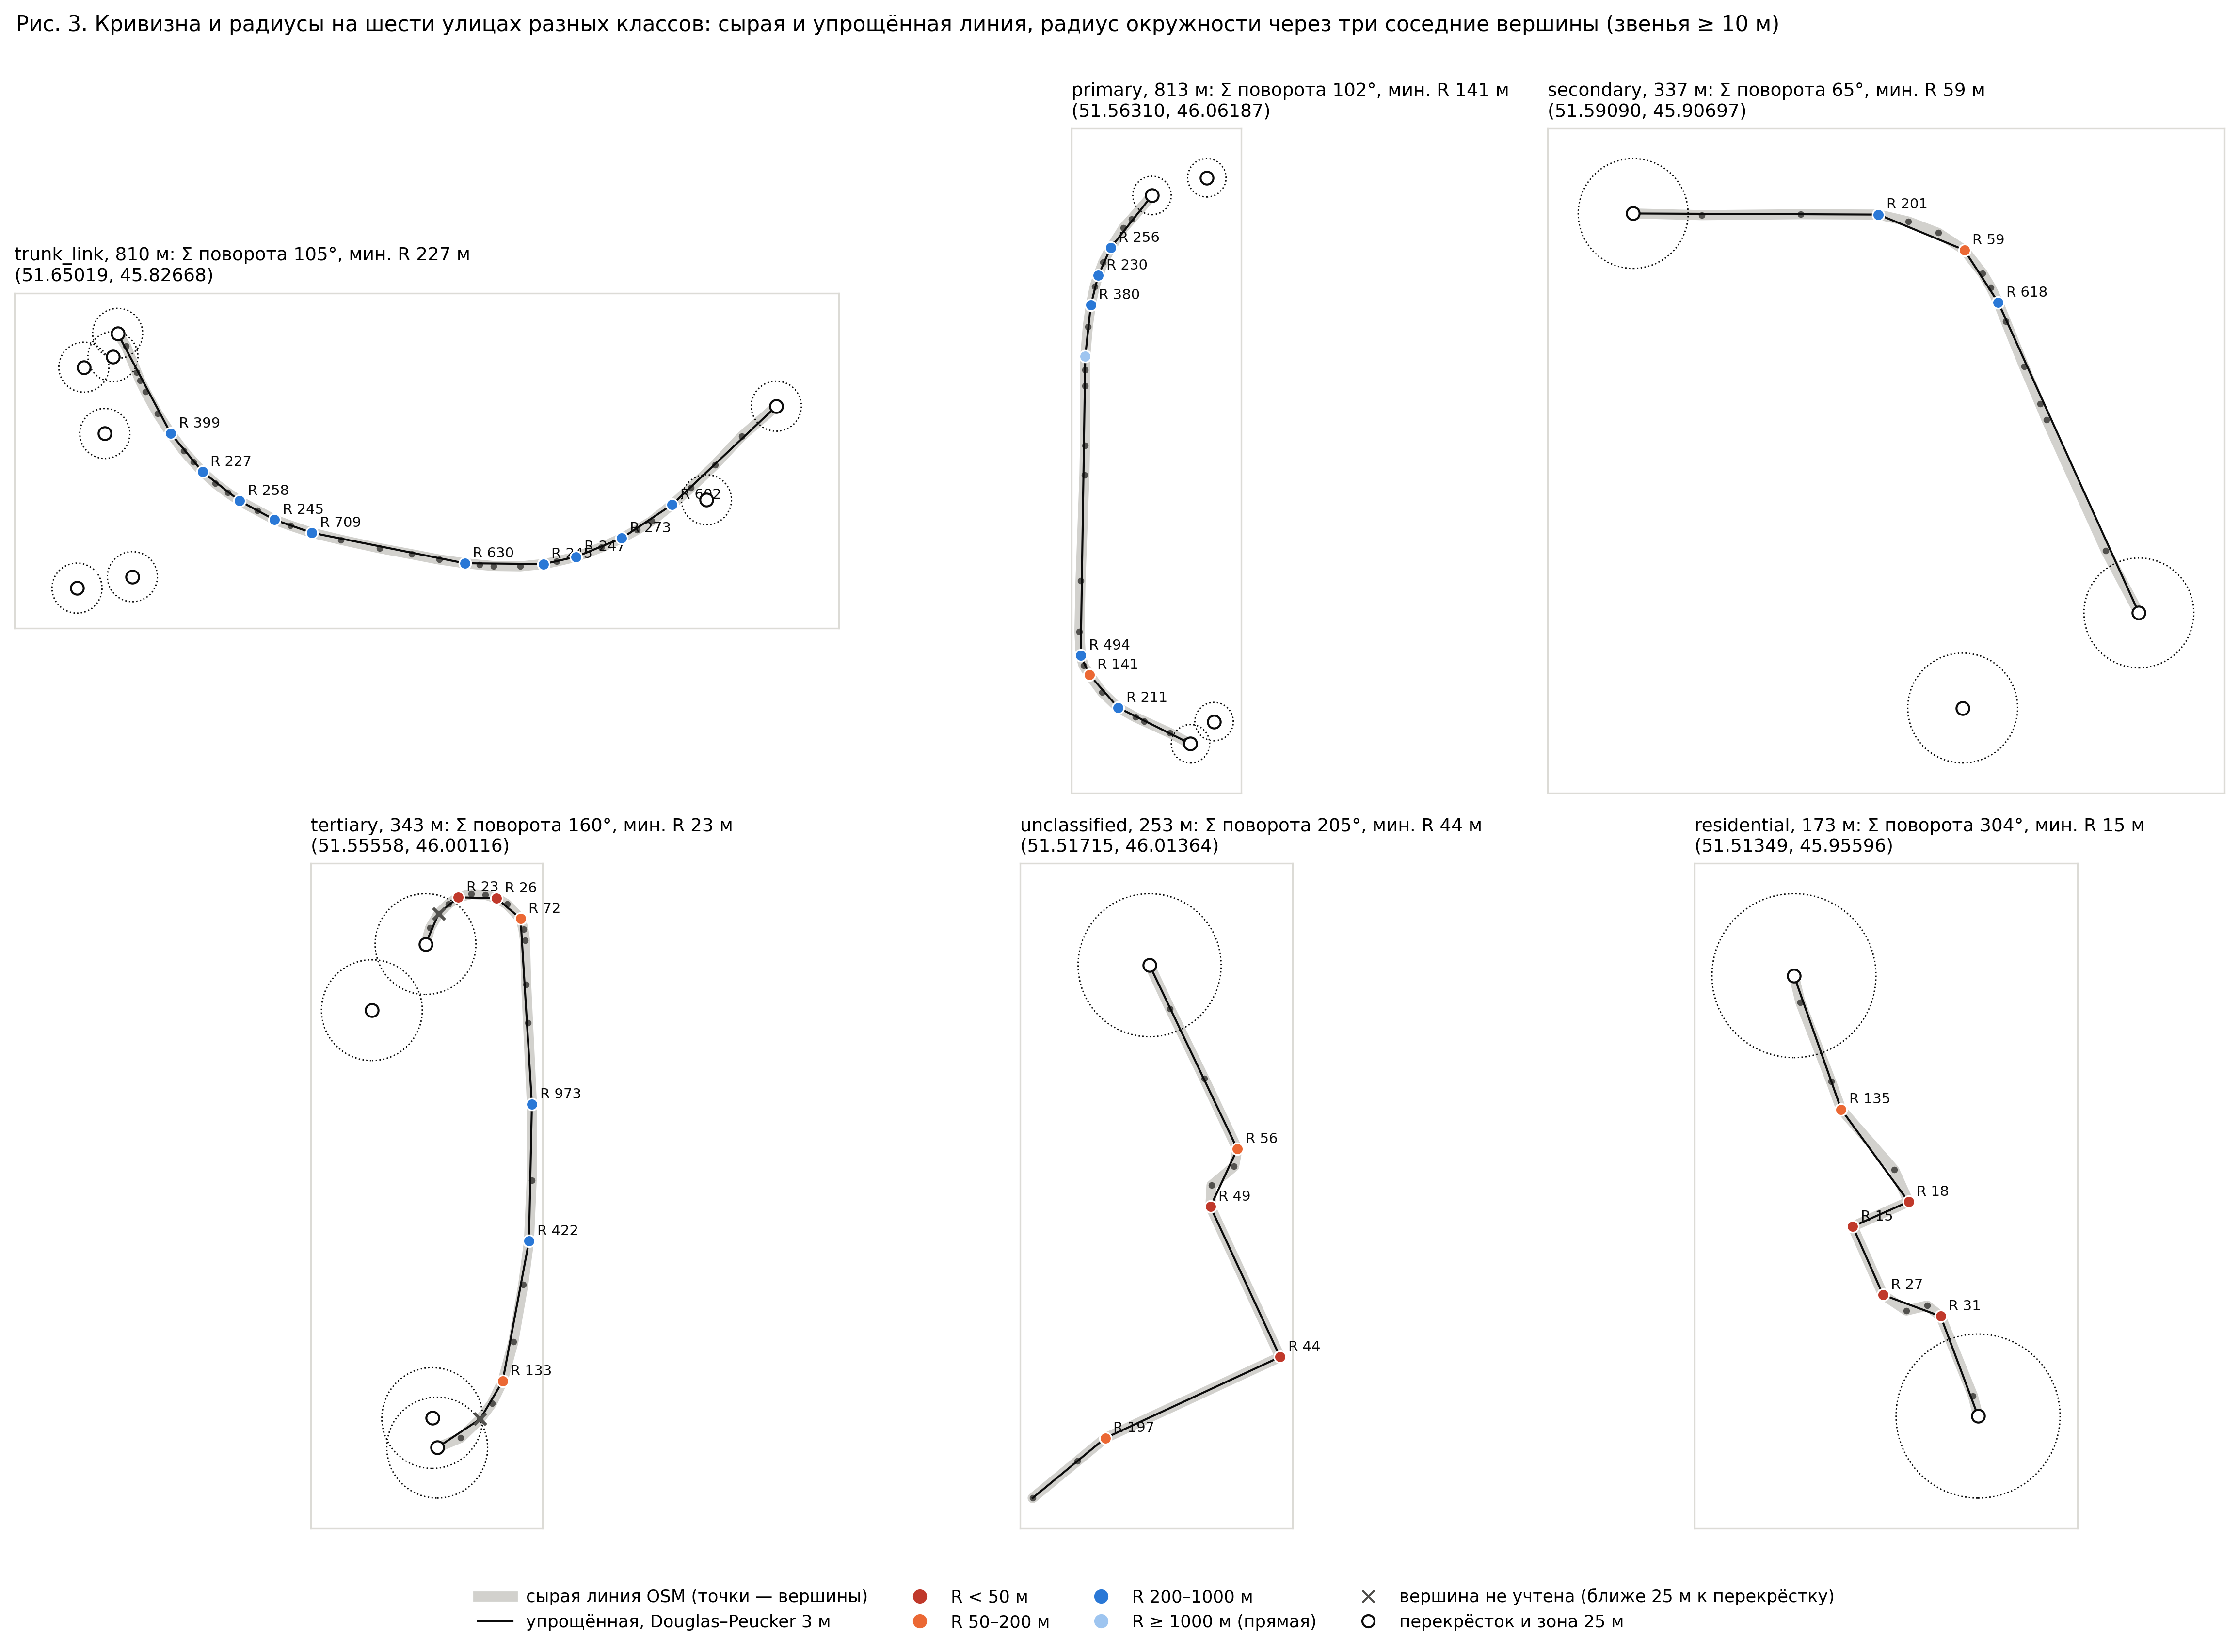 Рис. 3. Кривизна и радиусы на шести улицах разных классов: сырая и упрощённая линия, радиус окружности через три соседние вершины (звенья ≥ 10 м)
trunk_link, 810 м: Σ поворота 105°, мин. R 227 м
(51.65019, 45.82668)
R 399
R 227
R 258
R 245
R 709
R 630
R 247
R 273
R 602
primary, 813 м: Σ поворота 102°, мин. R 141 м
(51.56310, 46.06187)
R 256
R 230
R 380
R 494
R 141
R 211
secondary, 337 м: Σ поворота 65°, мин. R 59 м
(51.59090, 45.90697)
R 201
R 59
R 618
tertiary, 343 м: Σ поворота 160°, мин. R 23 м
(51.55558, 46.00116)
R 23
R 26
R 72
R 973
R 422
R 133
unclassified, 253 м: Σ поворота 205°, мин. R 44 м
(51.51715, 46.01364)
R 56
R 49
R 44
R 197
residential, 173 м: Σ поворота 304°, мин. R 15 м
(51.51349, 45.95596)
R 135
R 18
R 15
R 27
R 31
сырая линия OSM (точки — вершины)
упрощённая, Douglas–Peucker 3 м
R < 50 м
R 50–200 м
R 200–1000 м
R ≥ 1000 м (прямая)
вершина не учтена (ближе 25 м к перекрёстку)
перекрёсток и зона 25 м